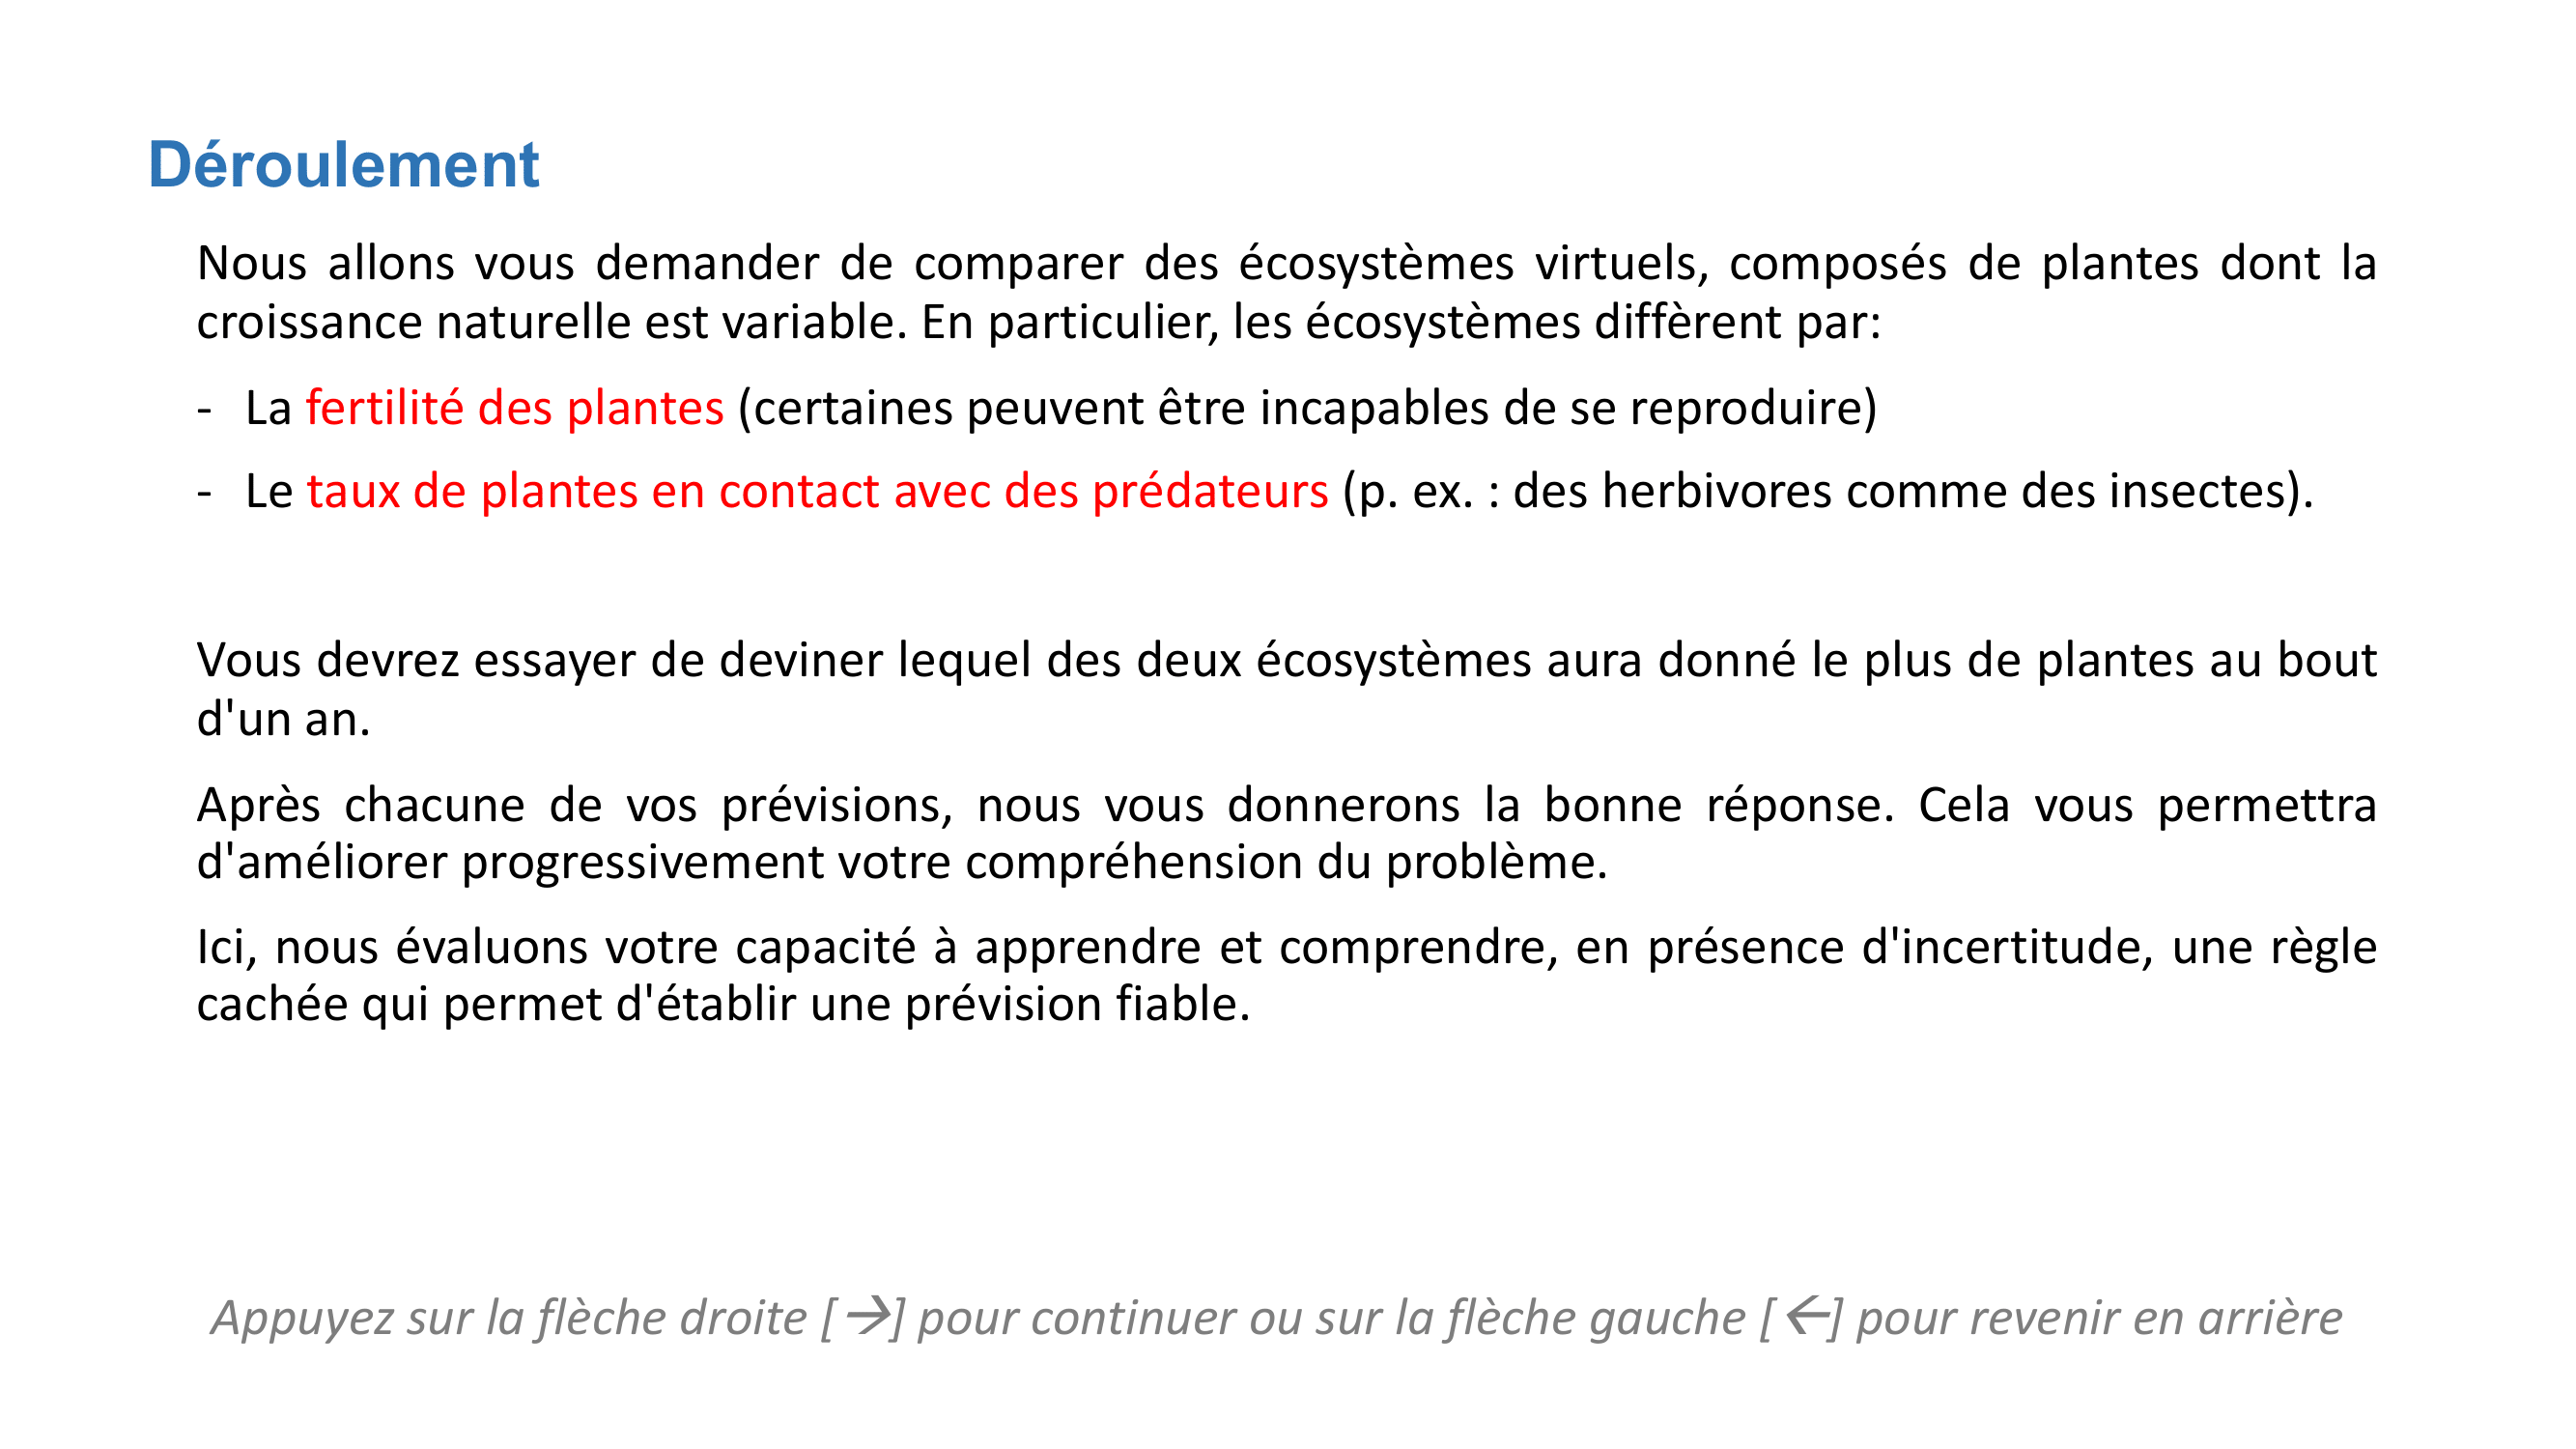 Déroulement
Nous allons vous demander de comparer des écosystèmes virtuels, composés de plantes dont la
croissance naturelle est variable. En particulier, les écosystèmes diffèrent par:
- La fertilité des plantes (certaines peuvent être incapables de se reproduire)
- Le taux de plantes en contact avec des prédateurs (p. ex. : des herbivores comme des insectes).
Vous devrez essayer de deviner lequel des deux écosystèmes aura donné le plus de plantes au bout
d'un an.
Après chacune de vos prévisions, nous vous donnerons la bonne réponse. Cela vous permettra
d'améliorer progressivement votre compréhension du problème.
Ici, nous évaluons votre capacité à apprendre et comprendre, en présence d'incertitude, une règle
cachée qui permet d'établir une prévision fiable.
Appuyez sur la flèche droite [→] pour continuer ou sur la flèche gauche [←] pour revenir en arrière